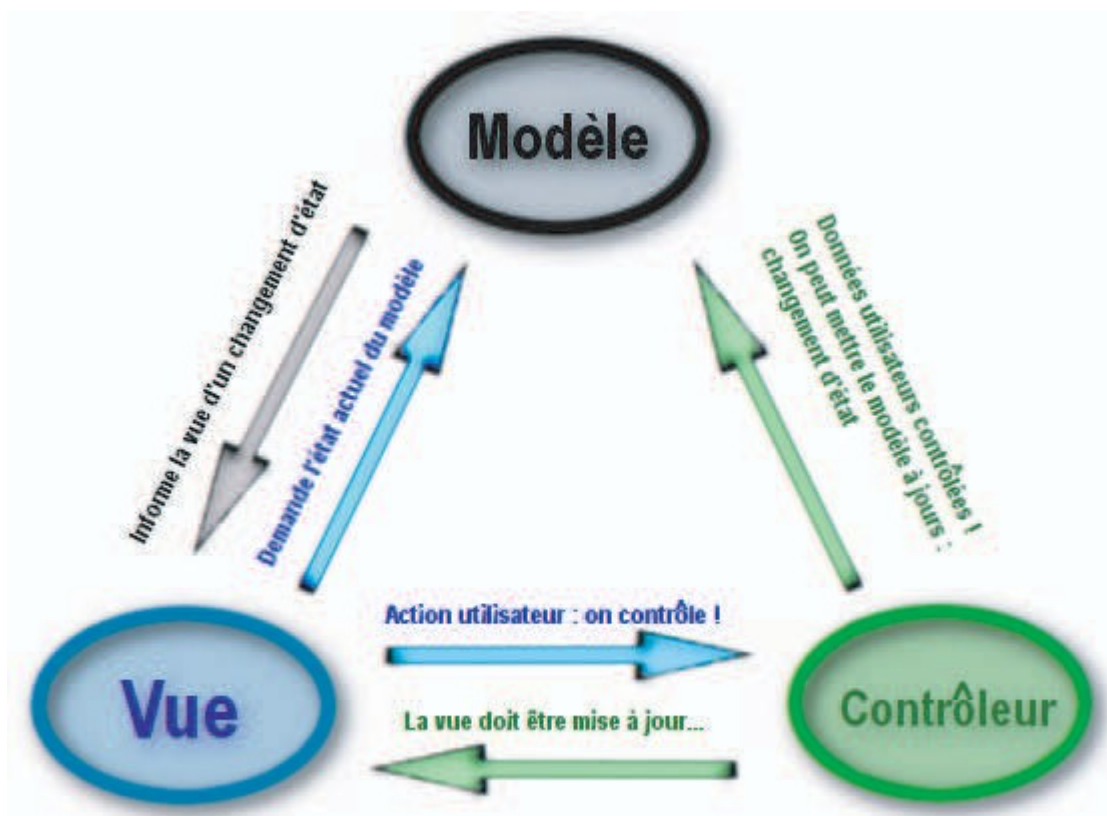 Modèle
Informe la vue d'un changement d'état
Demande l'état actuel du modèle
Données utilisateurs contrôlées !
On peut mettre le modèle à jours :
changement d'état
Action utilisateur : on contrôle !
Vue
La vue doit être mise à jour...
Contrôleur